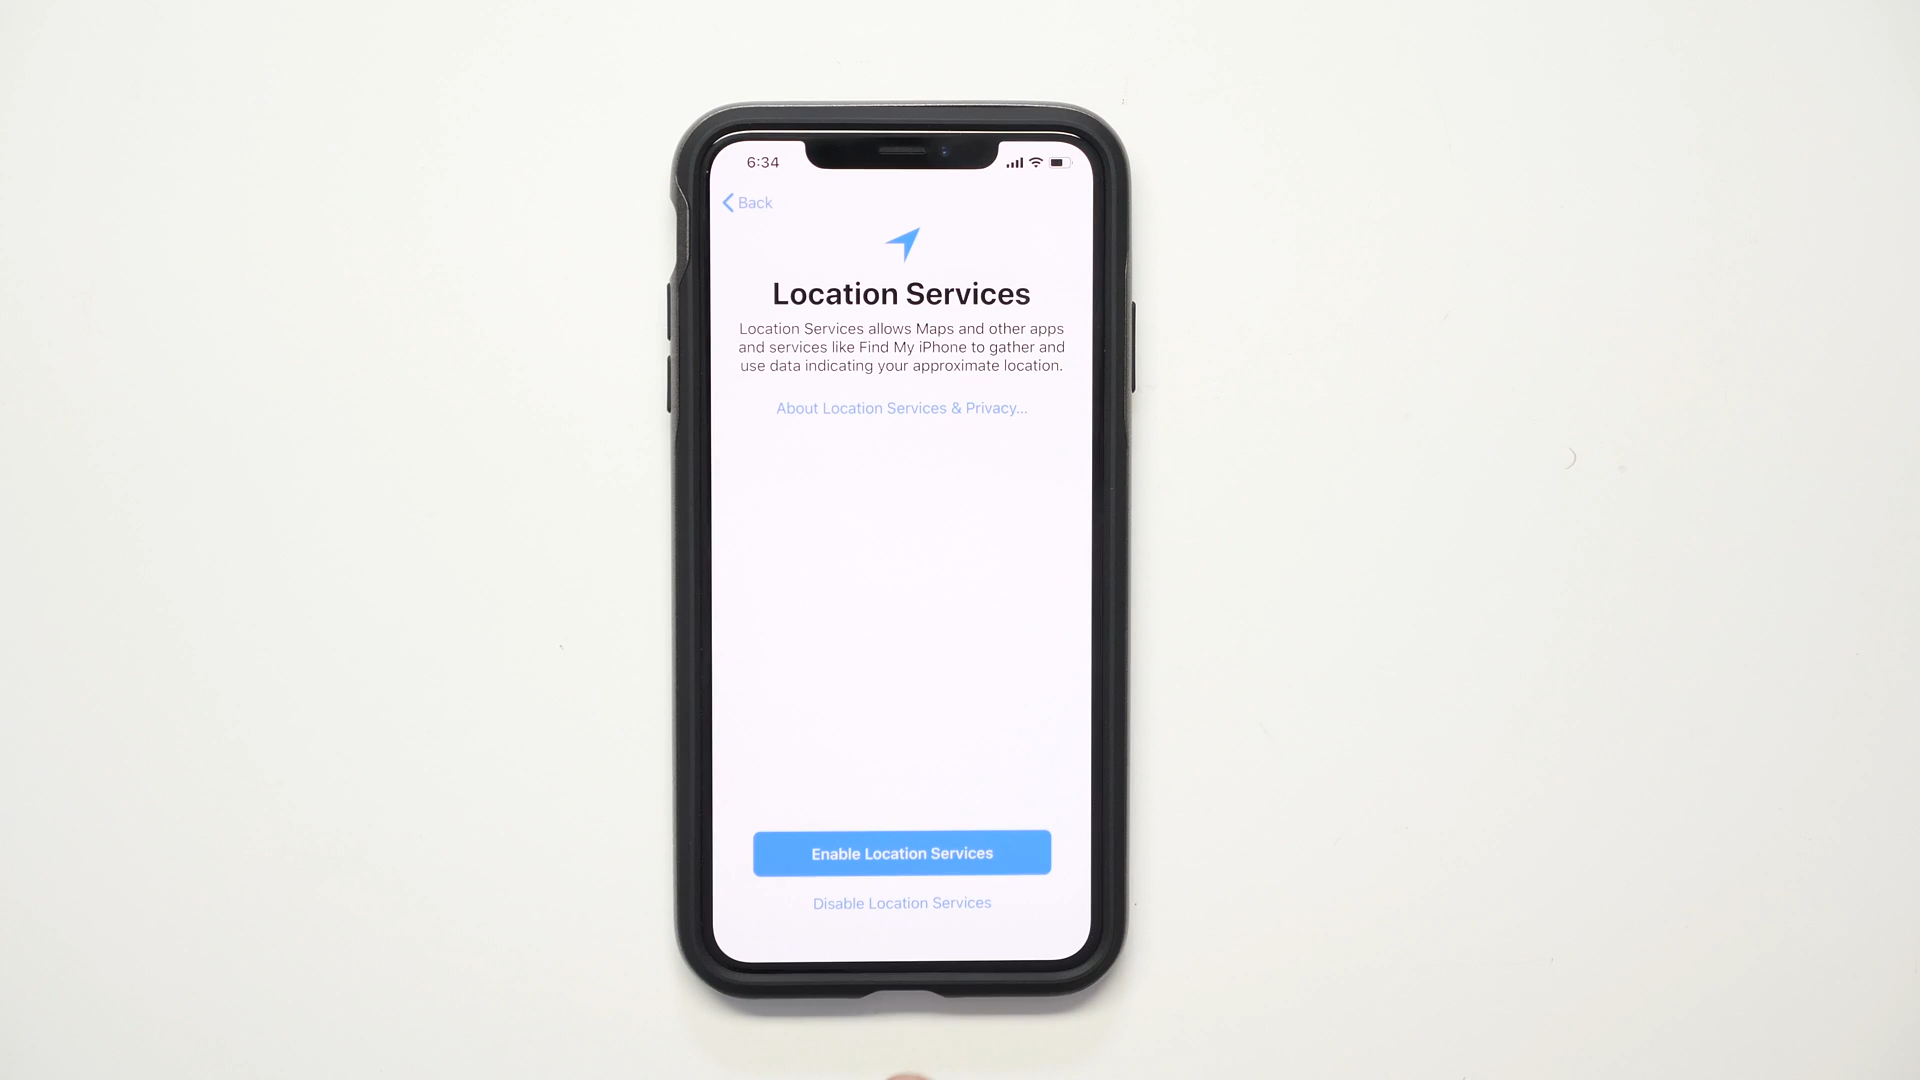 6:34
Back
Location Services
Location Services allows Maps and other apps
and services like Find My iPhone to gather and
use data indicating your approximate location.
About Location Services & Privacy...
Enable Location Services
Disable Location Services